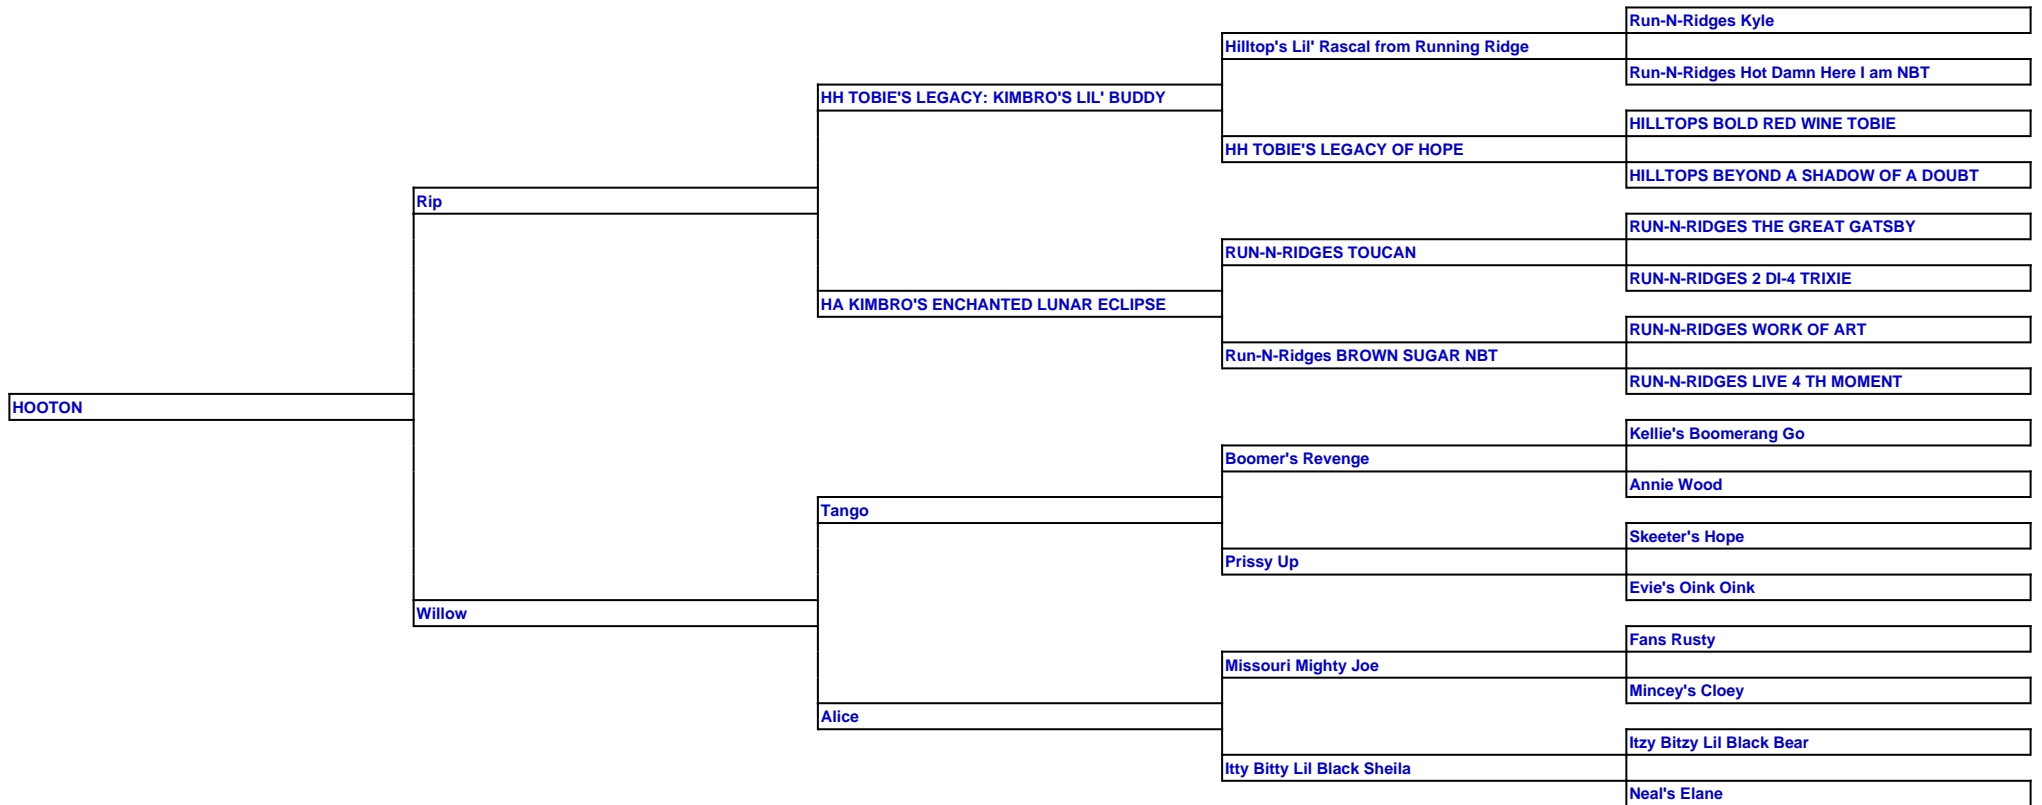 Run-N-Ridges Kyle
Hilltop's Lil' Rascal from Running Ridge
Run-N-Ridges Hot Damn Here I am NBT
HH TOBIE'S LEGACY: KIMBRO'S LIL' BUDDY
HILLTOPS BOLD RED WINE TOBIE
HH TOBIE'S LEGACY OF HOPE
HILLTOPS BEYOND A SHADOW OF A DOUBT
Rip
RUN-N-RIDGES THE GREAT GATSBY
RUN-N-RIDGES TOUCAN
RUN-N-RIDGES 2 DI-4 TRIXIE
HA KIMBRO'S ENCHANTED LUNAR ECLIPSE
RUN-N-RIDGES WORK OF ART
Run-N-Ridges BROWN SUGAR NBT
RUN-N-RIDGES LIVE 4 TH MOMENT
HOOTON
Kellie's Boomerang Go
Boomer's Revenge
Annie Wood
Tango
Skeeter's Hope
Prissy Up
Evie's Oink Oink
Willow
Fans Rusty
Missouri Mighty Joe
Mincey's Cloey
Alice
Itzy Bitzy Lil Black Bear
Itty Bitty Lil Black Sheila
Neal's Elane